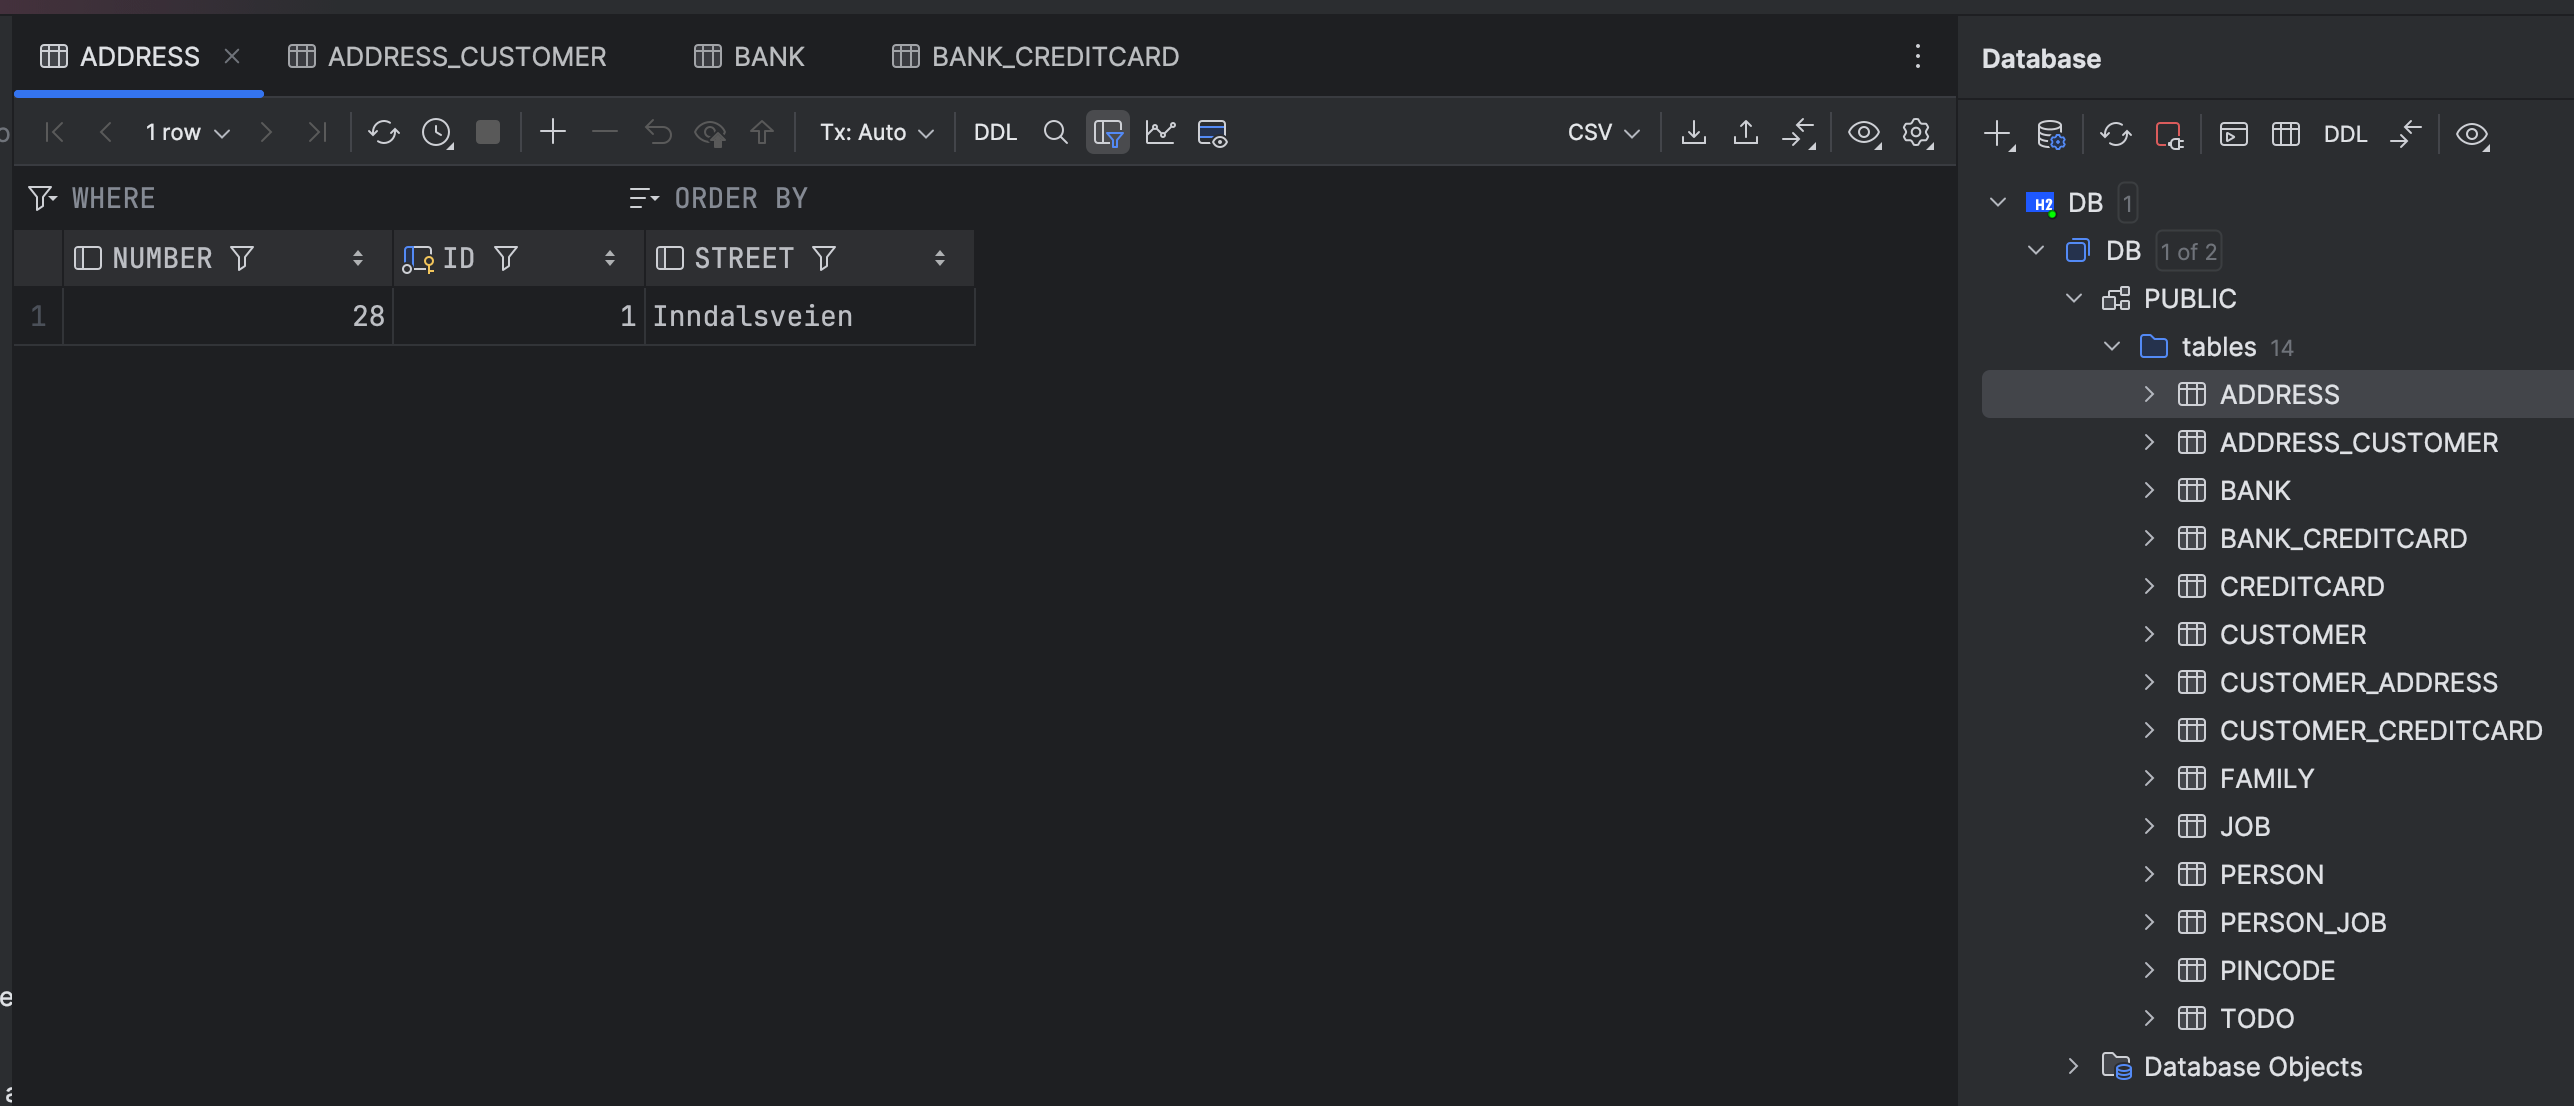 ADDRESS ADDRESS_CUSTOMER BANK BANK_CREDITCARD
1 row Tx: Auto DDL CSV
WHERE ORDER BY
NUMBER ID STREET
1 28 1 Inndalsveien
Database
DDL
H2 DB 1
DB 1 of 2
PUBLIC
tables 14
ADDRESS
ADDRESS_CUSTOMER
BANK
BANK_CREDITCARD
CREDITCARD
CUSTOMER
CUSTOMER_ADDRESS
CUSTOMER_CREDITCARD
FAMILY
JOB
PERSON
PERSON_JOB
PINCODE
TODO
Database Objects